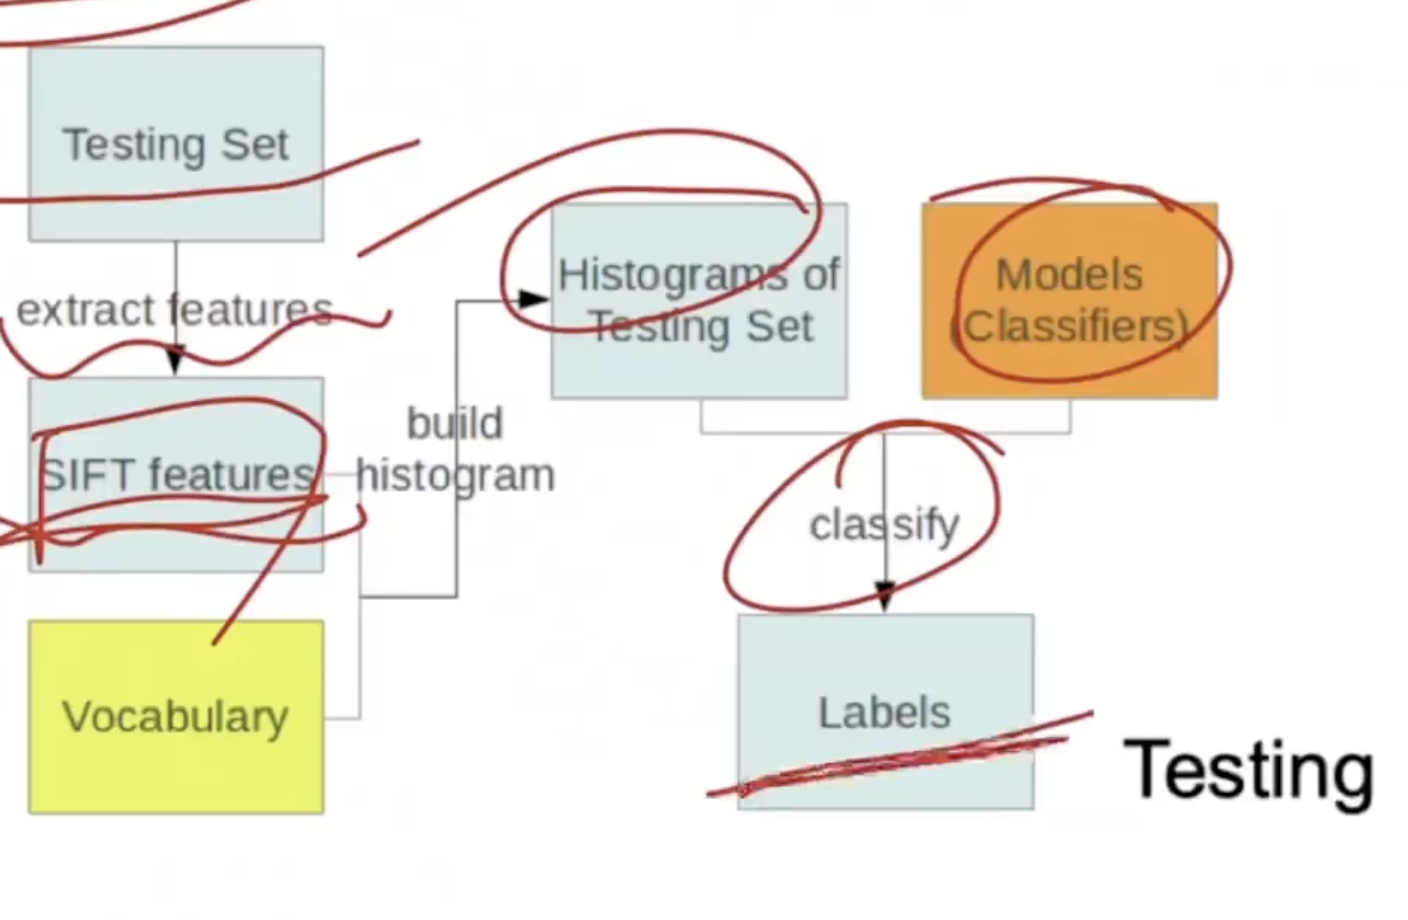 Testing Set
extract features
SIFT features
Vocabulary
build
histogram
Histograms of
Testing Set
Models
(Classifiers)
classify
Labels
Testing